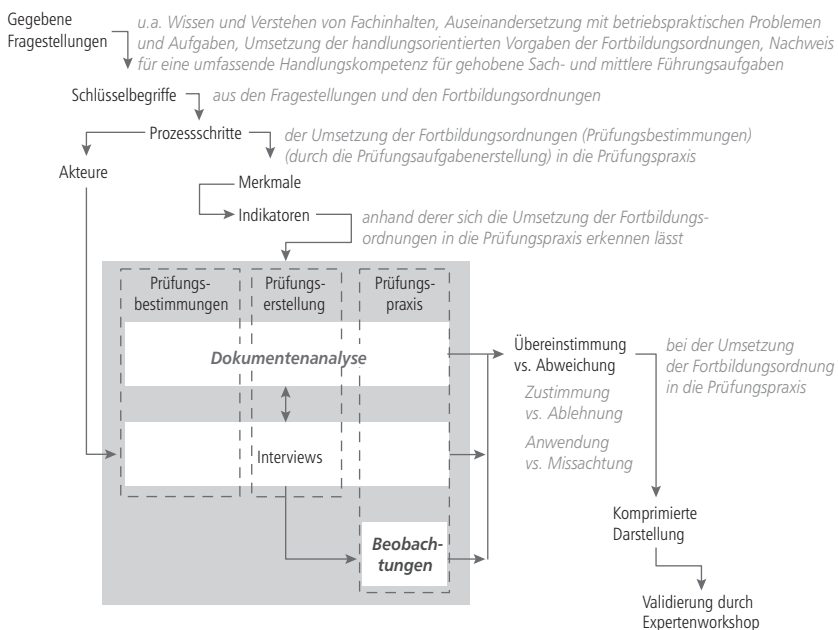 Gegebene
Fragestellungen
u.a. Wissen und Verstehen von Fachinhalten, Auseinandersetzung mit betriebspraktischen Problemen
und Aufgaben, Umsetzung der handlungsorientierten Vorgaben der Fortbildungsordnungen, Nachweis
für eine umfassende Handlungskompetenz für gehobene Sach- und mittlere Führungsaufgaben
Schlüsselbegriffe
aus den Fragestellungen und den Fortbildungsordnungen
Prozessschritte
der Umsetzung der Fortbildungsordnungen (Prüfungsbestimmungen)
(durch die Prüfungsaufgabenerstellung) in die Prüfungspraxis
Akteure
Merkmale
Indikatoren
anhand derer sich die Umsetzung der Fortbildungs-
ordnungen in die Prüfungspraxis erkennen lässt
Prüfungs-
bestimmungen
Prüfungs-
erstellung
Prüfungs-
praxis
Dokumentenanalyse
Interviews
Beobach-
tungen
Übereinstimmung
vs. Abweichung
bei der Umsetzung
der Fortbildungsordnung
in die Prüfungspraxis
Zustimmung
vs. Ablehnung
Anwendung
vs. Missachtung
Komprimierte
Darstellung
Validierung durch
Expertenworkshop